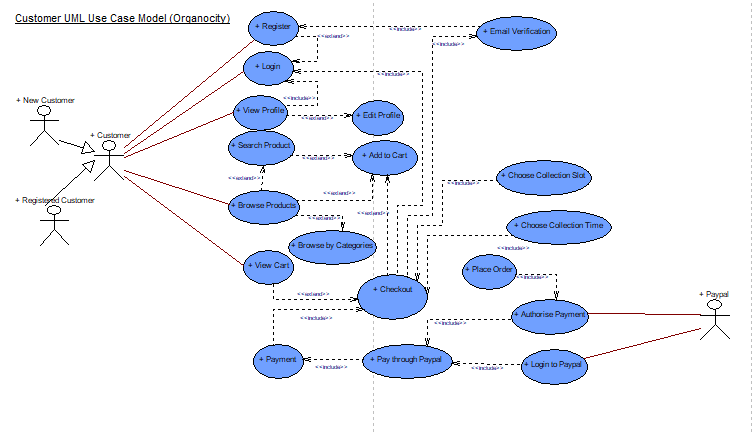 Customer UML Use Case Model (Organocity)
+ Register
<<include>>
+ Email Verification
<<extend>>
<<include>>
+ Login
<<include>>
<<include>>
+ New Customer
+ View Profile
+ Edit Profile
<<extend>>
+ Customer
+ Search Product
+ Add to Cart
<<extend>>
+ Choose Collection Slot
<<extend>>
<<include>>
+ Registered Customer
+ Browse Products
<<extend>>
<<extend>>
+ Choose Collection Time
+ Browse by Categories
<<include>>
+ View Cart
+ Place Order
<<include>>
+ Checkout
<<extend>>
+ Paypal
<<include>>
+ Authorise Payment
+ Payment
<<include>>
+ Pay through Paypal
<<include>>
+ Login to Paypal